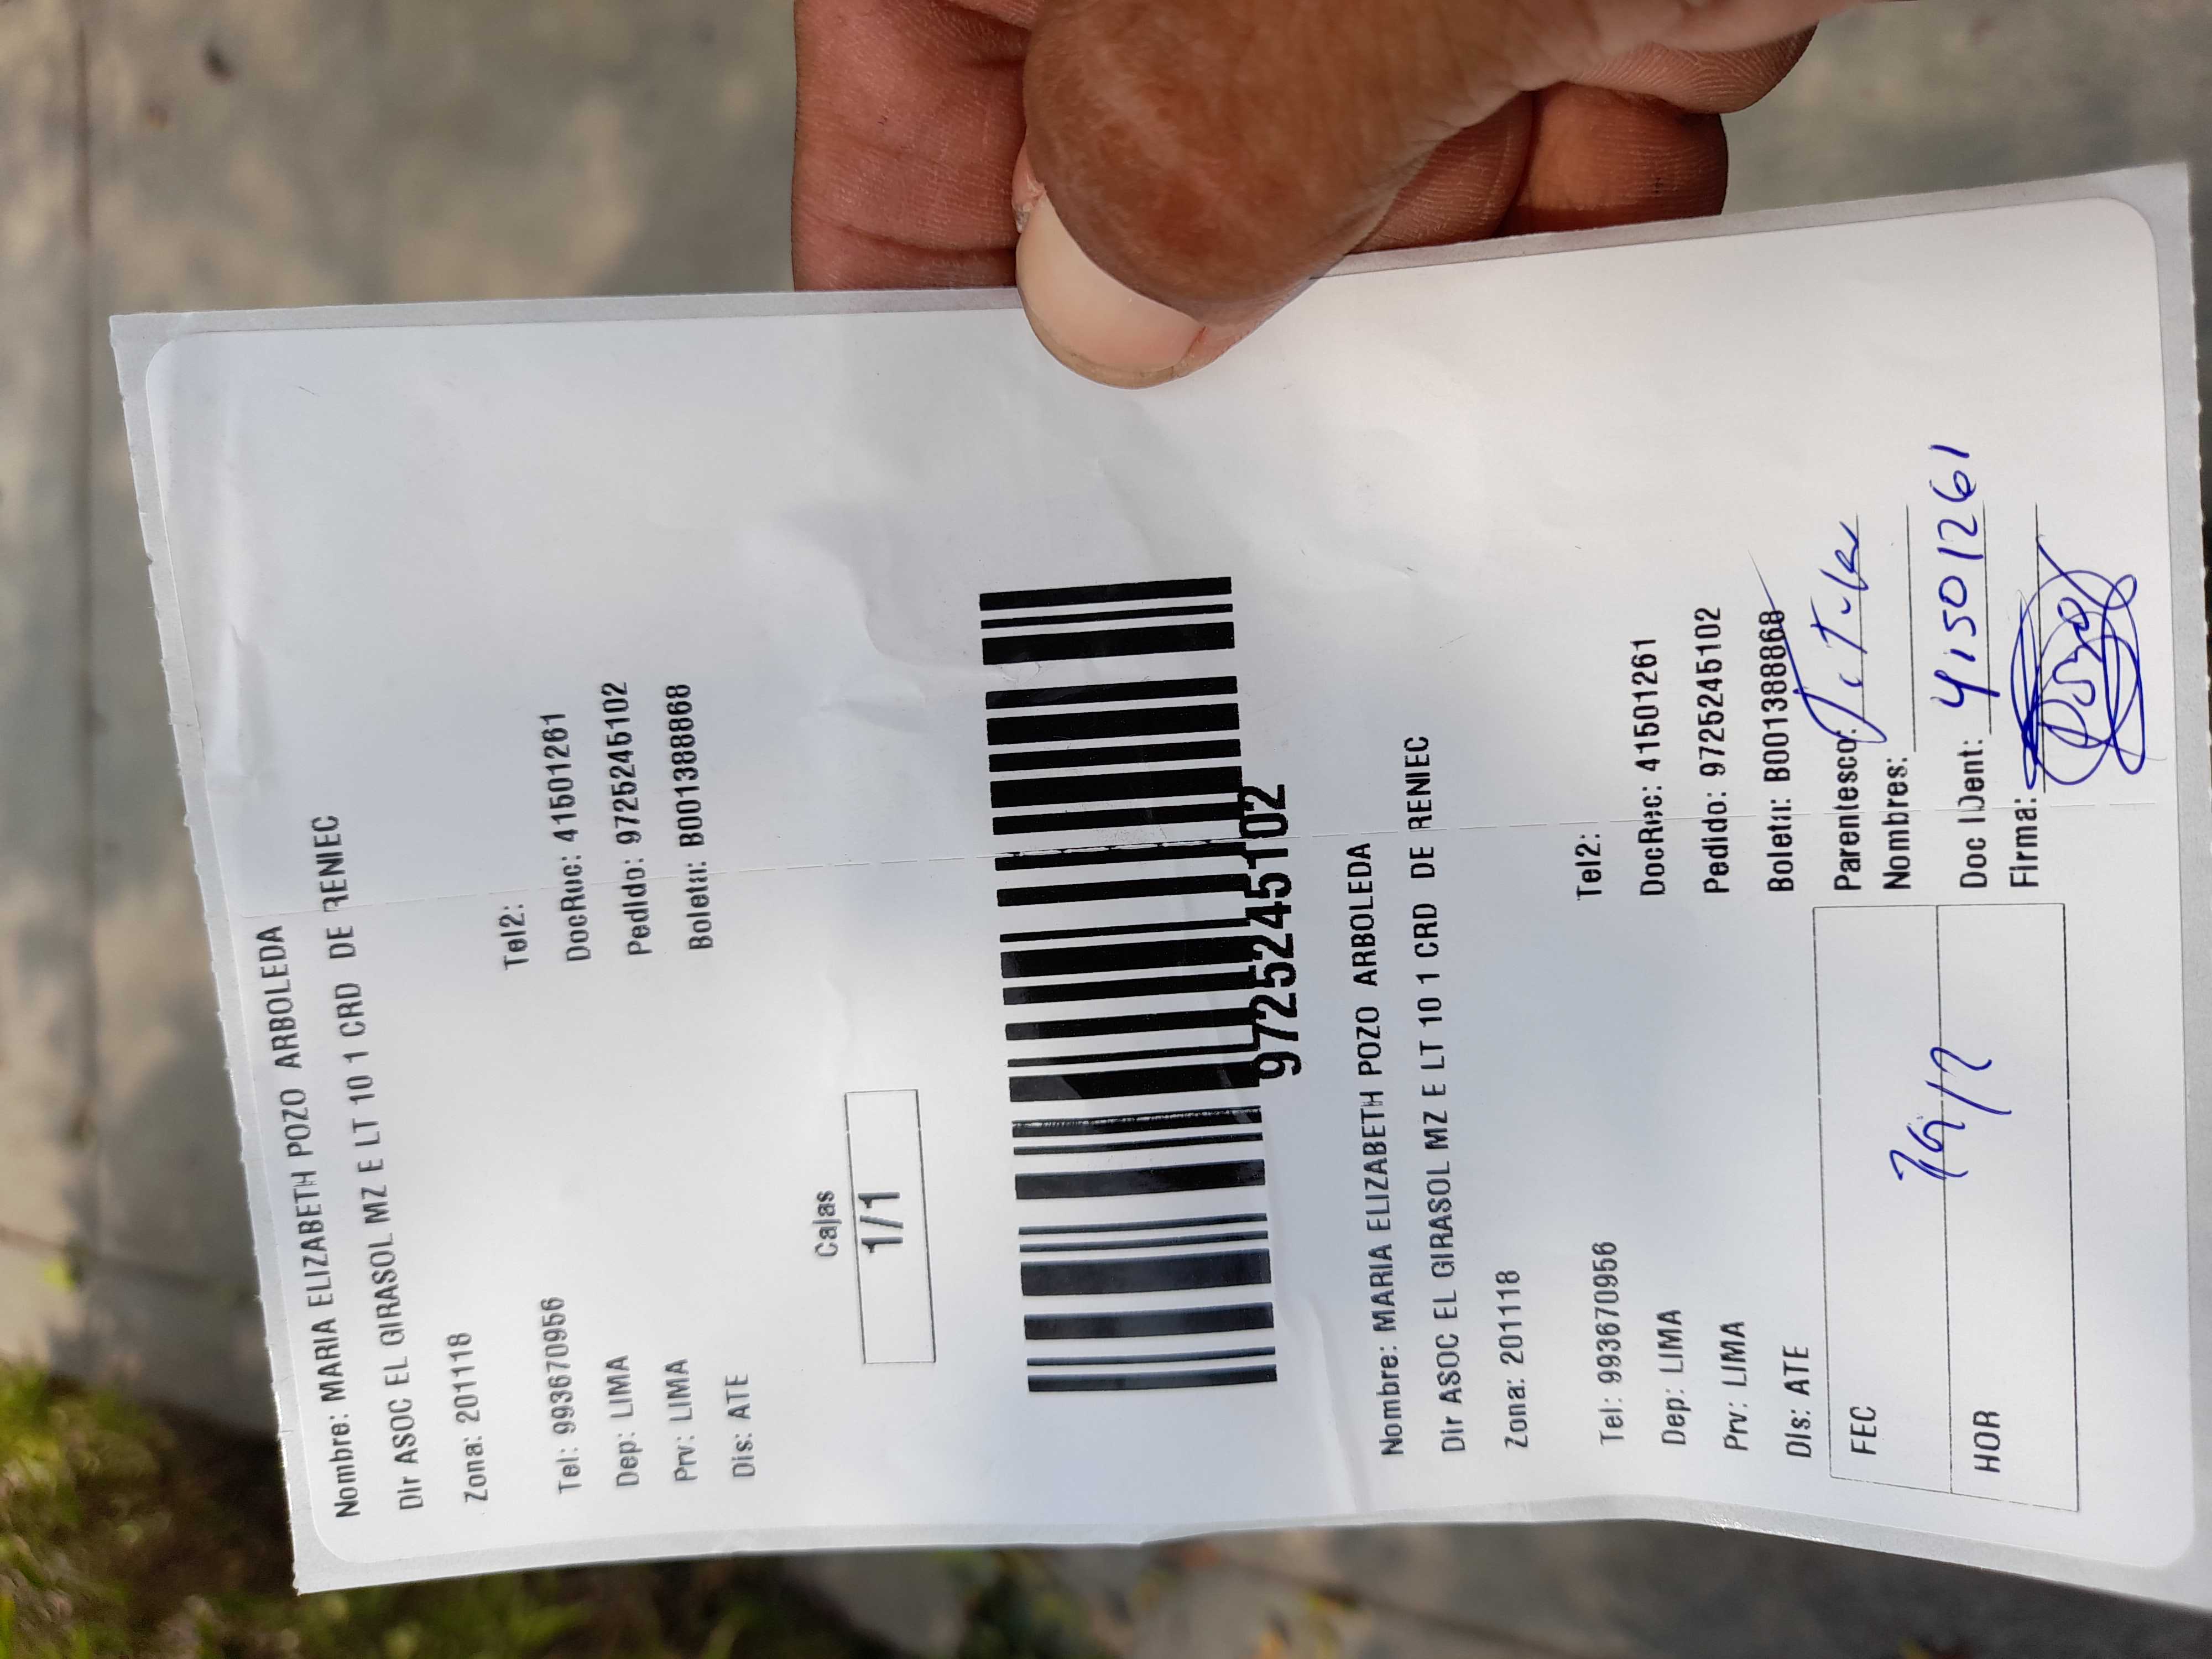 Nombre: MARIA ELIZABETH POZO ARBOLEDA
Dir ASOC EL GIRASOL MZ E LT 10 1 CRD DE RENIEC
Zona: 201118
Tel: 993670956 Tel2:
Dep: LIMA DocRuc: 41501261
Prv: LIMA Pedido: 9725245102
Dis: ATE Boleta: B00138886​8
Cajas
1/1
9725245102
Nombre: MARIA ELIZABETH POZO ARBOLEDA
Dir ASOC EL GIRASOL MZ E LT 10 1 CRD DE RENIEC
Zona: 201118
Tel: 993670956 Tel2:
Dep: LIMA DocRuc: 41501261
Prv: LIMA Pedido: 9725245102
Dis: ATE Boleta: B001388868
FEC Parentesco: Titular
Nombres:
HOR Doc IDent: 41501261
Firma: